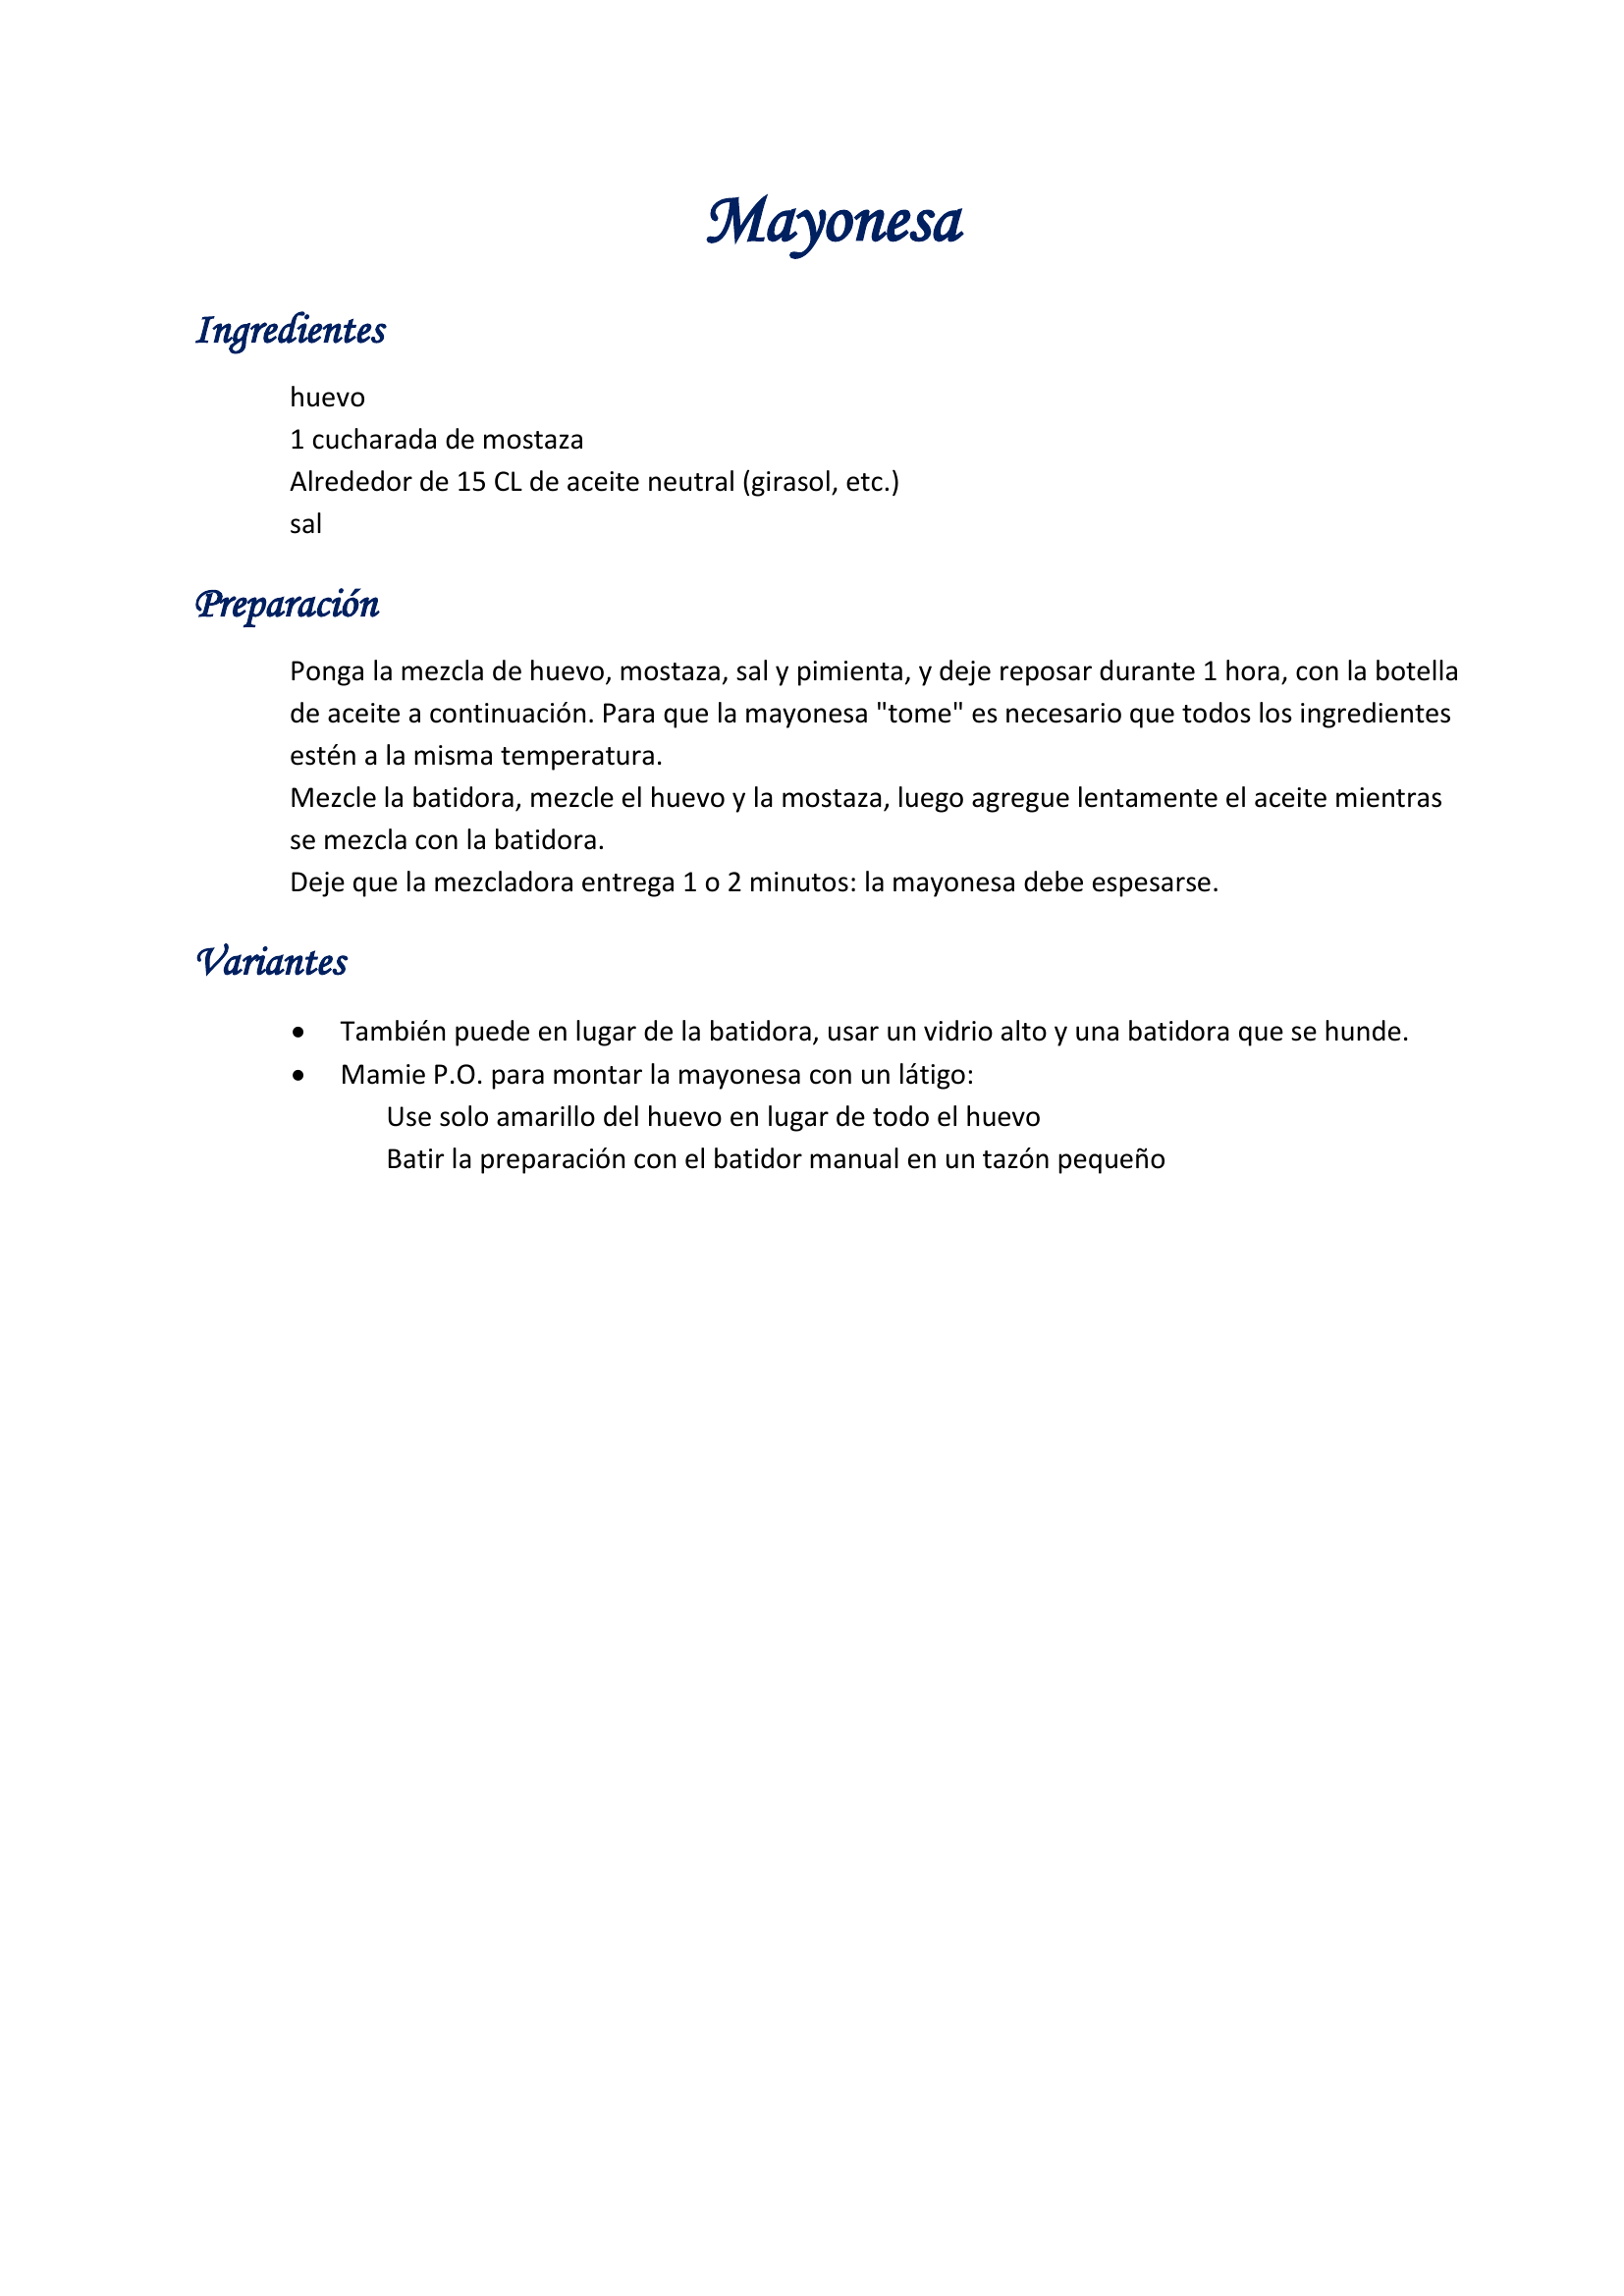 Mayonesa
Ingredientes
huevo
1 cucharada de mostaza
Alrededor de 15 CL de aceite neutral (girasol, etc.)
sal
Preparación
Ponga la mezcla de huevo, mostaza, sal y pimienta, y deje reposar durante 1 hora, con la botella
de aceite a continuación. Para que la mayonesa "tome" es necesario que todos los ingredientes
estén a la misma temperatura.
Mezcle la batidora, mezcle el huevo y la mostaza, luego agregue lentamente el aceite mientras
se mezcla con la batidora.
Deje que la mezcladora entrega 1 o 2 minutos: la mayonesa debe espesarse.
Variantes
• También puede en lugar de la batidora, usar un vidrio alto y una batidora que se hunde.
• Mamie P.O. para montar la mayonesa con un látigo:
Use solo amarillo del huevo en lugar de todo el huevo
Batir la preparación con el batidor manual en un tazón pequeño